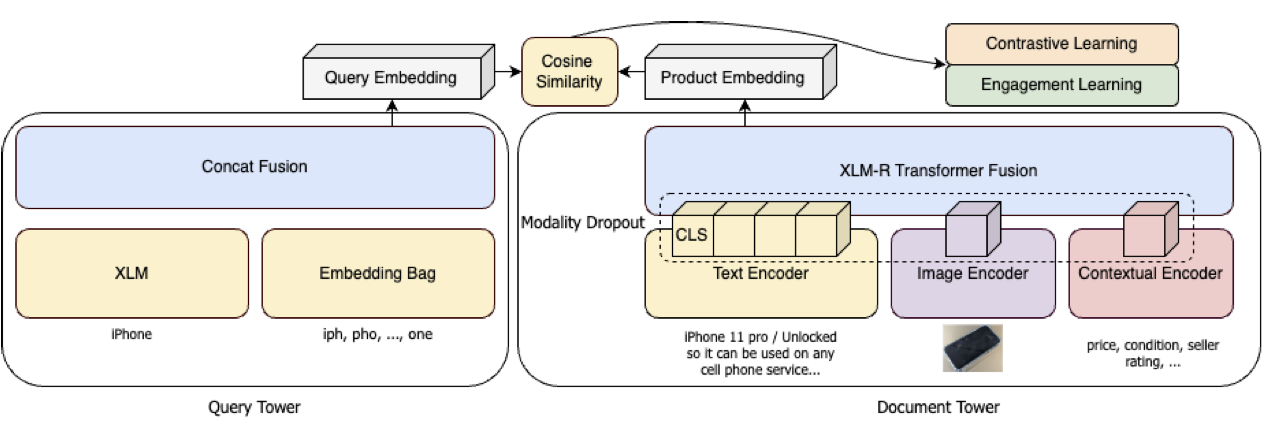 Contrastive Learning
Cosine
Similarity
Query Embedding
Product Embedding
Engagement Learning
Concat Fusion
XLM-R Transformer Fusion
Modality Dropout
CLS
XLM
Embedding Bag
Text Encoder
Image Encoder
Contextual Encoder
iPhone
iph, pho, ..., one
iPhone 11 pro / Unlocked
so it can be used on any
cell phone service...
price, condition, seller
rating, ...
Query Tower
Document Tower